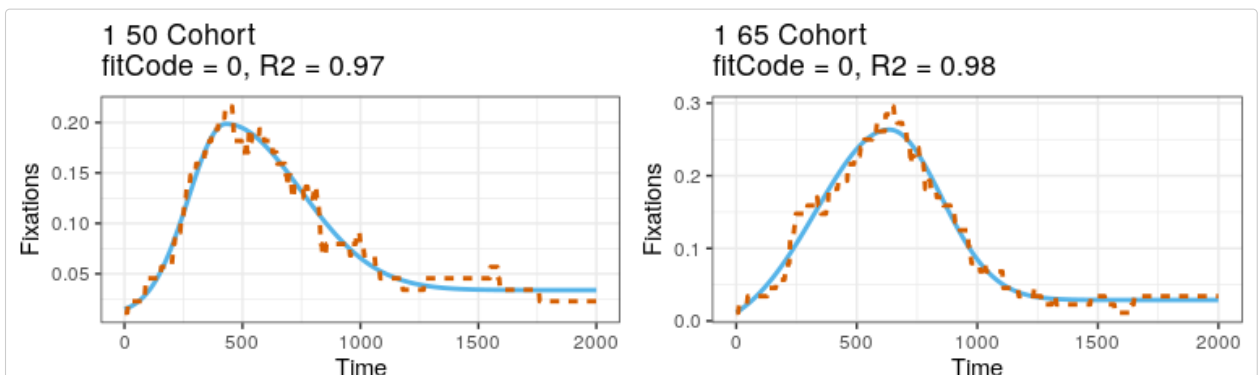 1 50 Cohort
fitCode = 0, R2 = 0.97
0.20
0.15
0.10
0.05
Fixations
0
500
1000
1500
2000
Time
1 65 Cohort
fitCode = 0, R2 = 0.98
0.3
0.2
0.1
0.0
Fixations
0
500
1000
1500
2000
Time